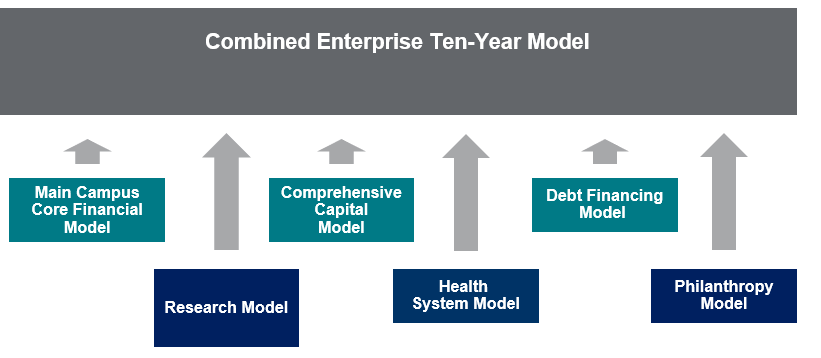 Combined Enterprise Ten-Year Model
Main Campus
Core Financial
Model
Comprehensive
Capital
Model
Debt Financing
Model
Research Model
Health
System Model
Philanthropy
Model